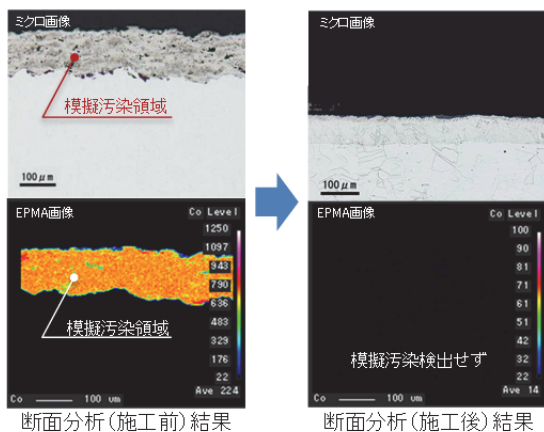 ミクロ画像
模擬汚染領域
100μm
EPMA画像
Co Level
1250
1097
943
790
636
483
329
176
22
Ave 224
模擬汚染領域
Co 100 um
断面分析(施工前)結果
ミクロ画像
100μm
EPMA画像
Co Level
100
90
81
71
61
51
42
32
22
Ave 14
模擬汚染検出せず
Co 100 um
断面分析(施工後)結果